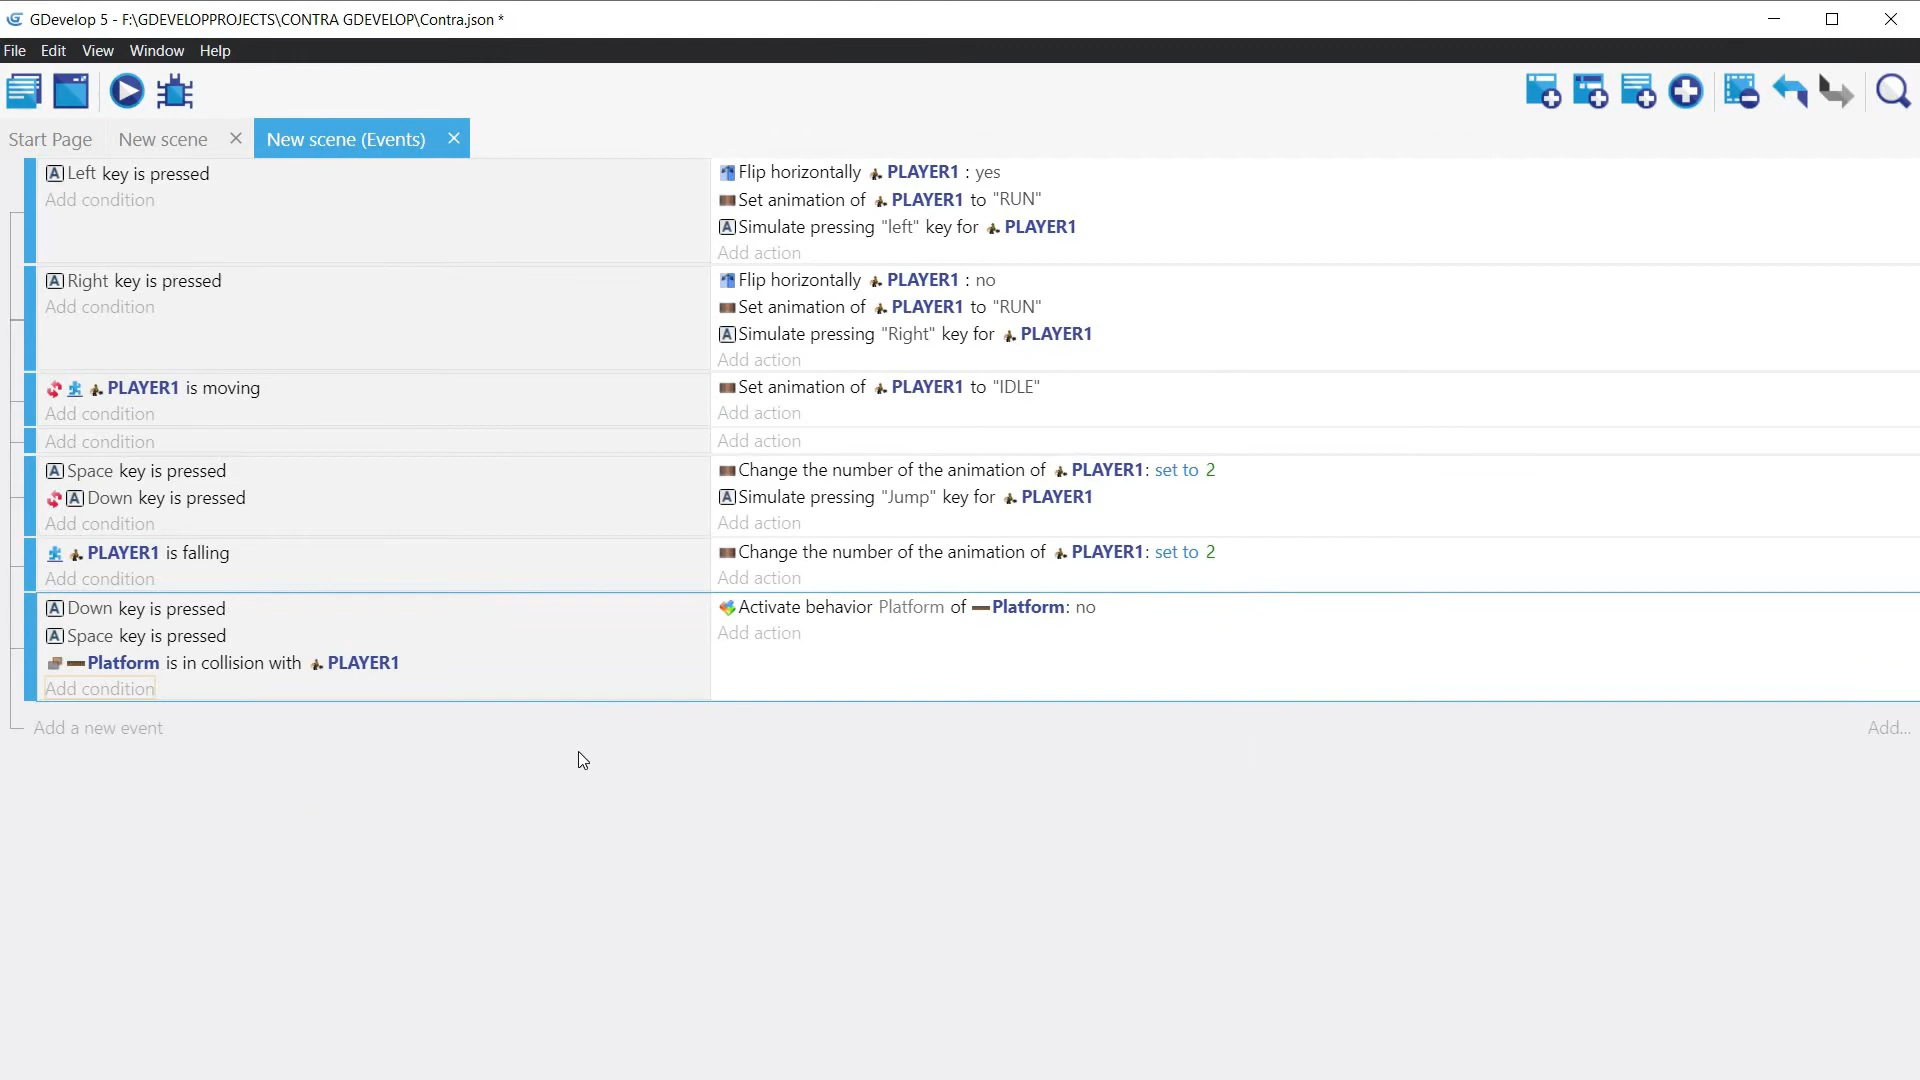 GDevelop 5 - F:\GDEVELOPPROJECTS\CONTRA GDEVELOP\Contra.json *
File Edit View Window Help
Start Page New scene New scene (Events)
Left key is pressed
Add condition
Flip horizontally PLAYER1 : yes
Set animation of PLAYER1 to "RUN"
Simulate pressing "left" key for PLAYER1
Add action
Right key is pressed
Add condition
Flip horizontally PLAYER1 : no
Set animation of PLAYER1 to "RUN"
Simulate pressing "Right" key for PLAYER1
Add action
PLAYER1 is moving
Add condition
Set animation of PLAYER1 to "IDLE"
Add action
Add condition
Add action
Space key is pressed
Down key is pressed
Add condition
Change the number of the animation of PLAYER1: set to 2
Simulate pressing "Jump" key for PLAYER1
Add action
PLAYER1 is falling
Add condition
Change the number of the animation of PLAYER1: set to 2
Add action
Down key is pressed
Space key is pressed
Platform is in collision with PLAYER1
Add condition
Activate behavior Platform of Platform: no
Add action
Add a new event Add...